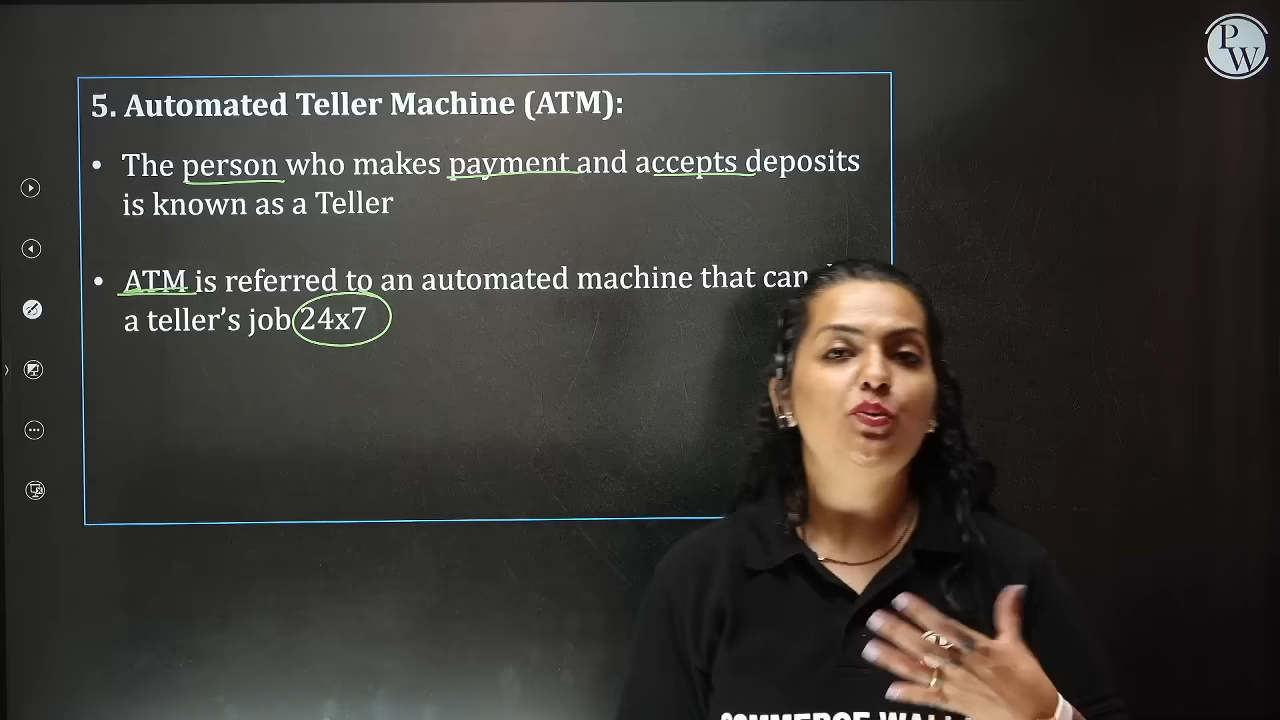 PW
5. Automated Teller Machine (ATM):
• The person who makes payment and accepts deposits
is known as a Teller
• ATM is referred to an automated machine that can
a teller's job 24x7
COMMERCE